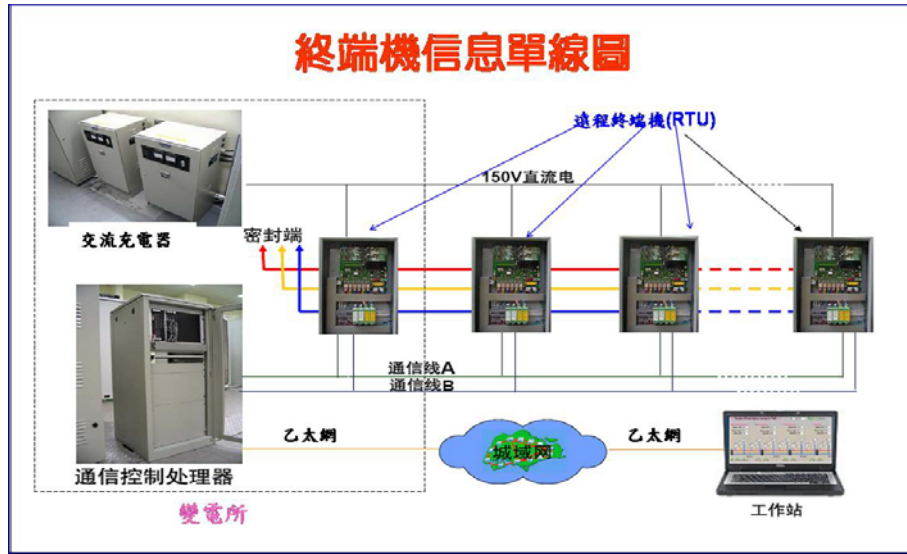 終端機信息單線圖
遠程終端機(RTU)
150V直流电
交流充電器
密封端
通信线A
通信线B
乙太網
城域网
乙太網
通信控制处理器
工作站
變電所